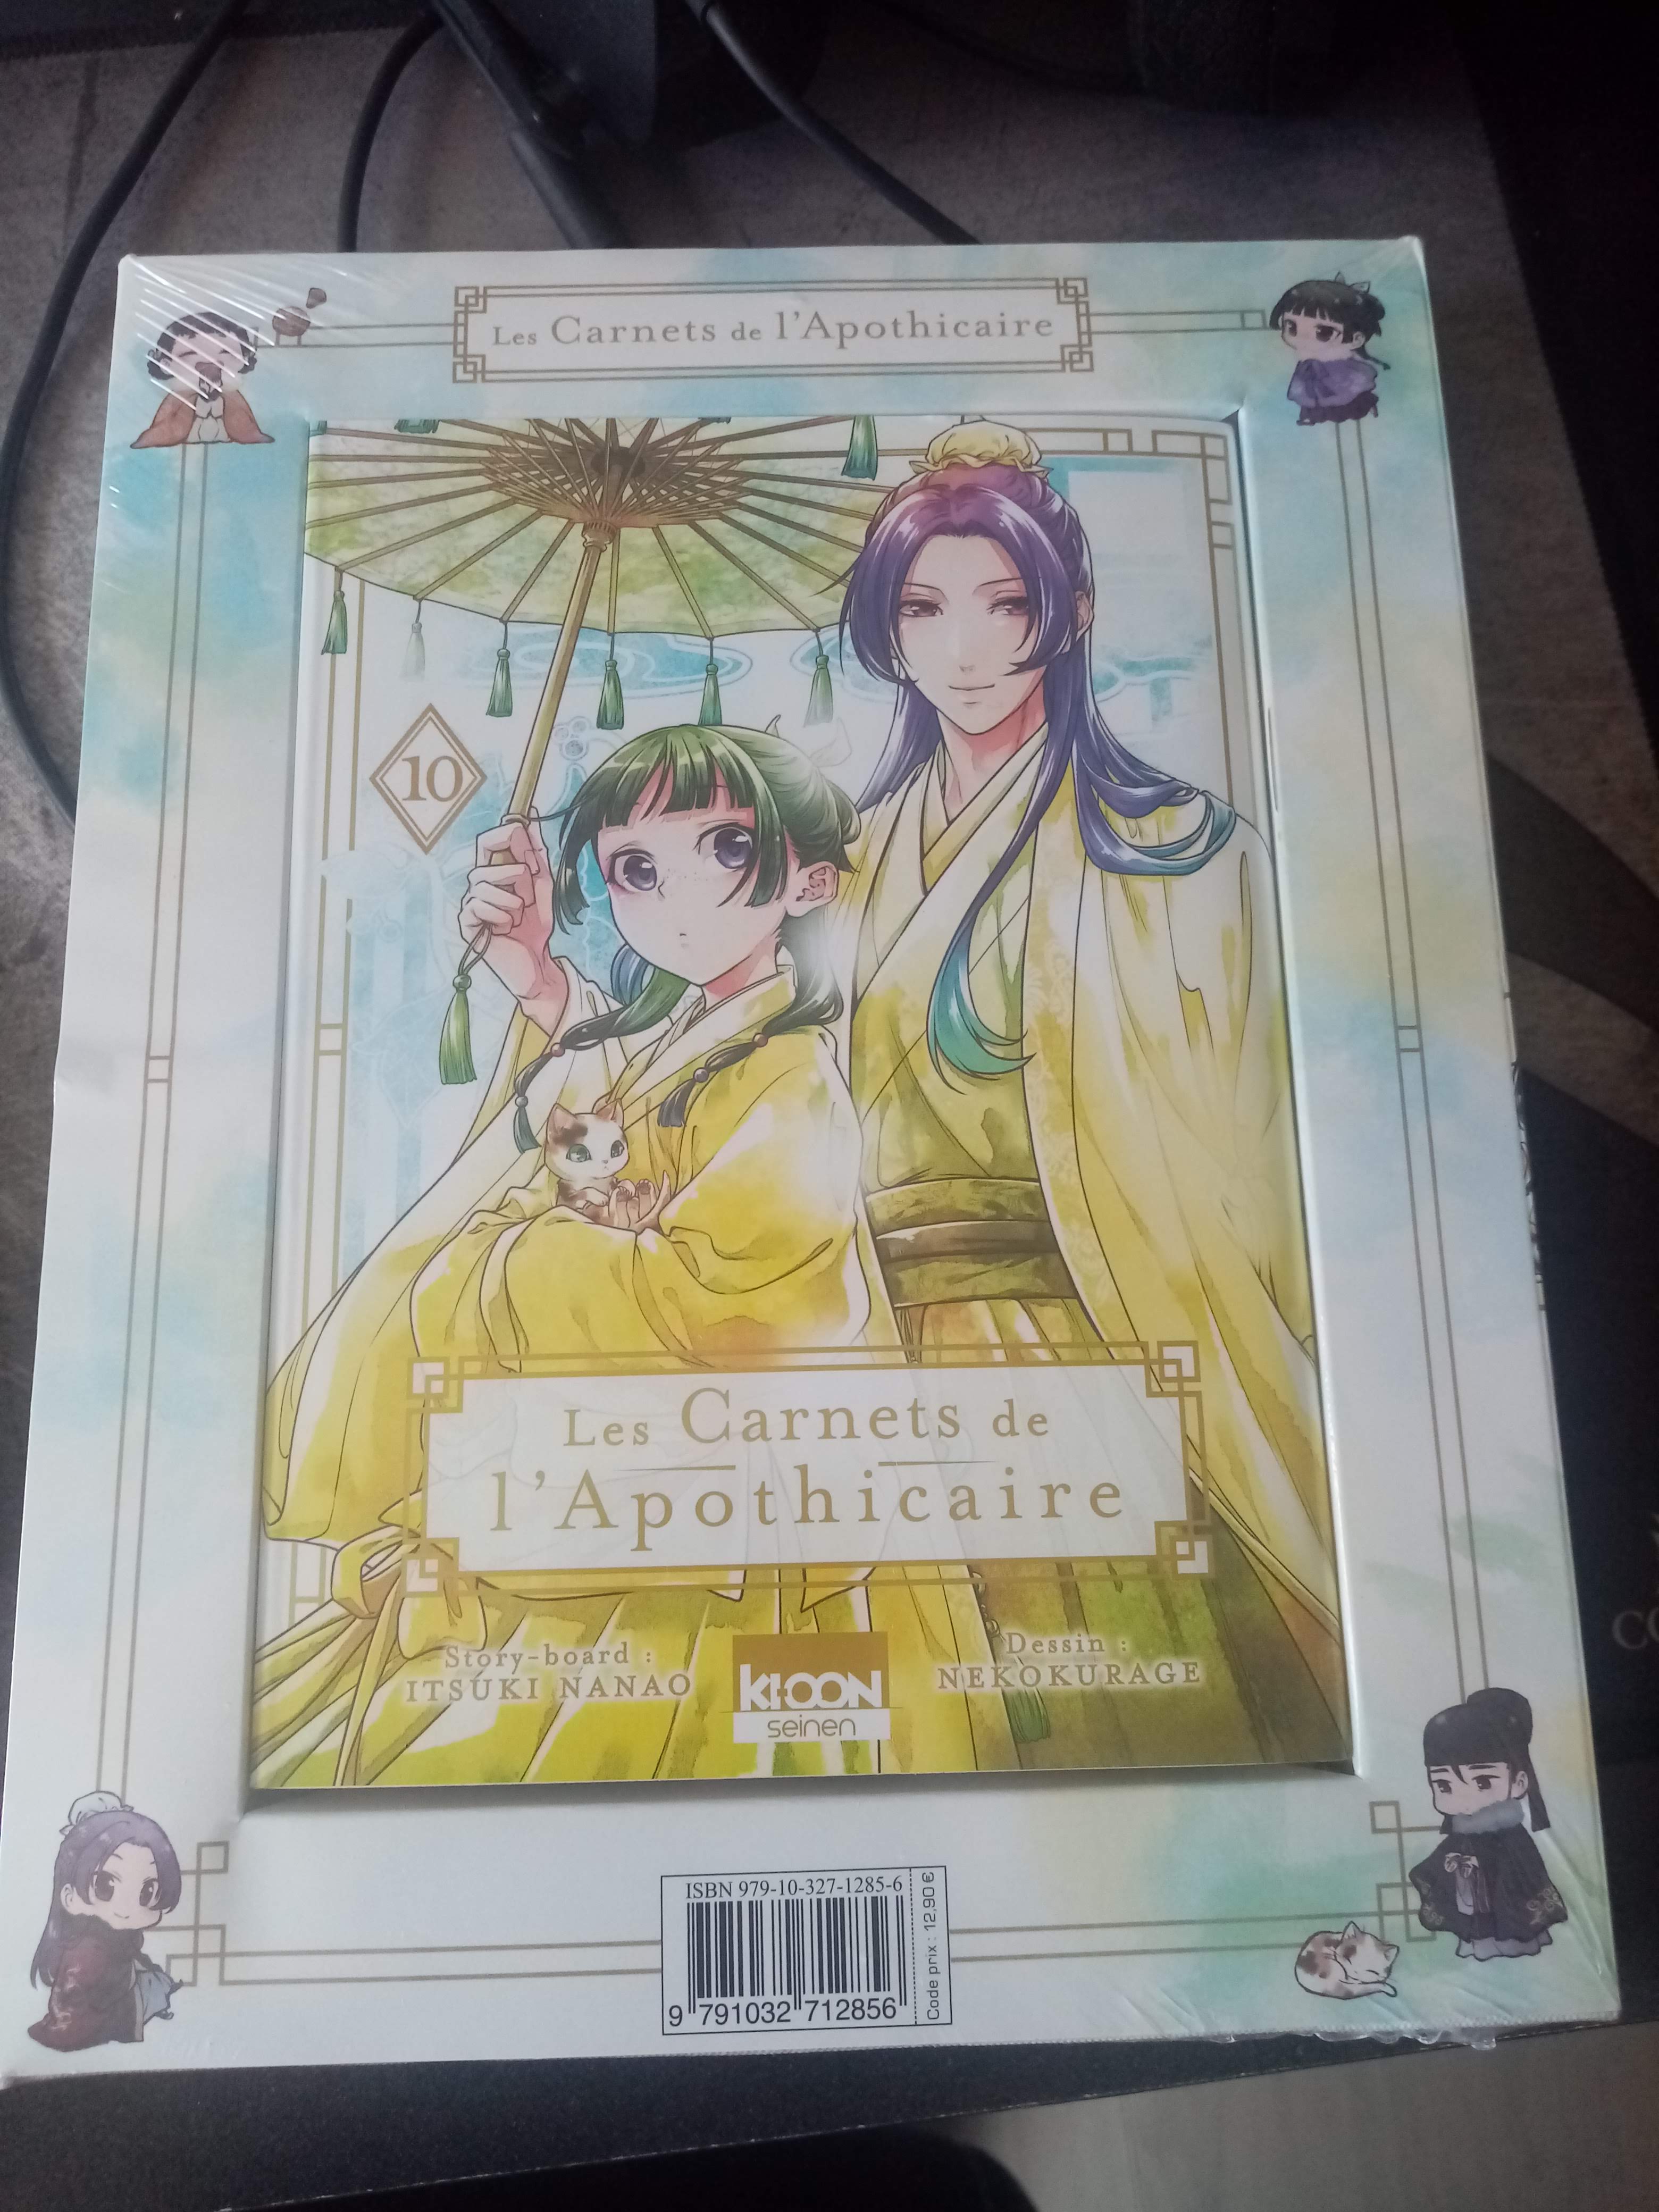 Les Carnets de l'Apothicaire
10
Les Carnets de
l'Apothicaire
Story-board :
ITSUKI NANAO
KI-OON
seinen
Dessin :
NEKOKURAGE
ISBN 979-10-327-1285-6
9 791032 712856
Code prix : 12,90 €